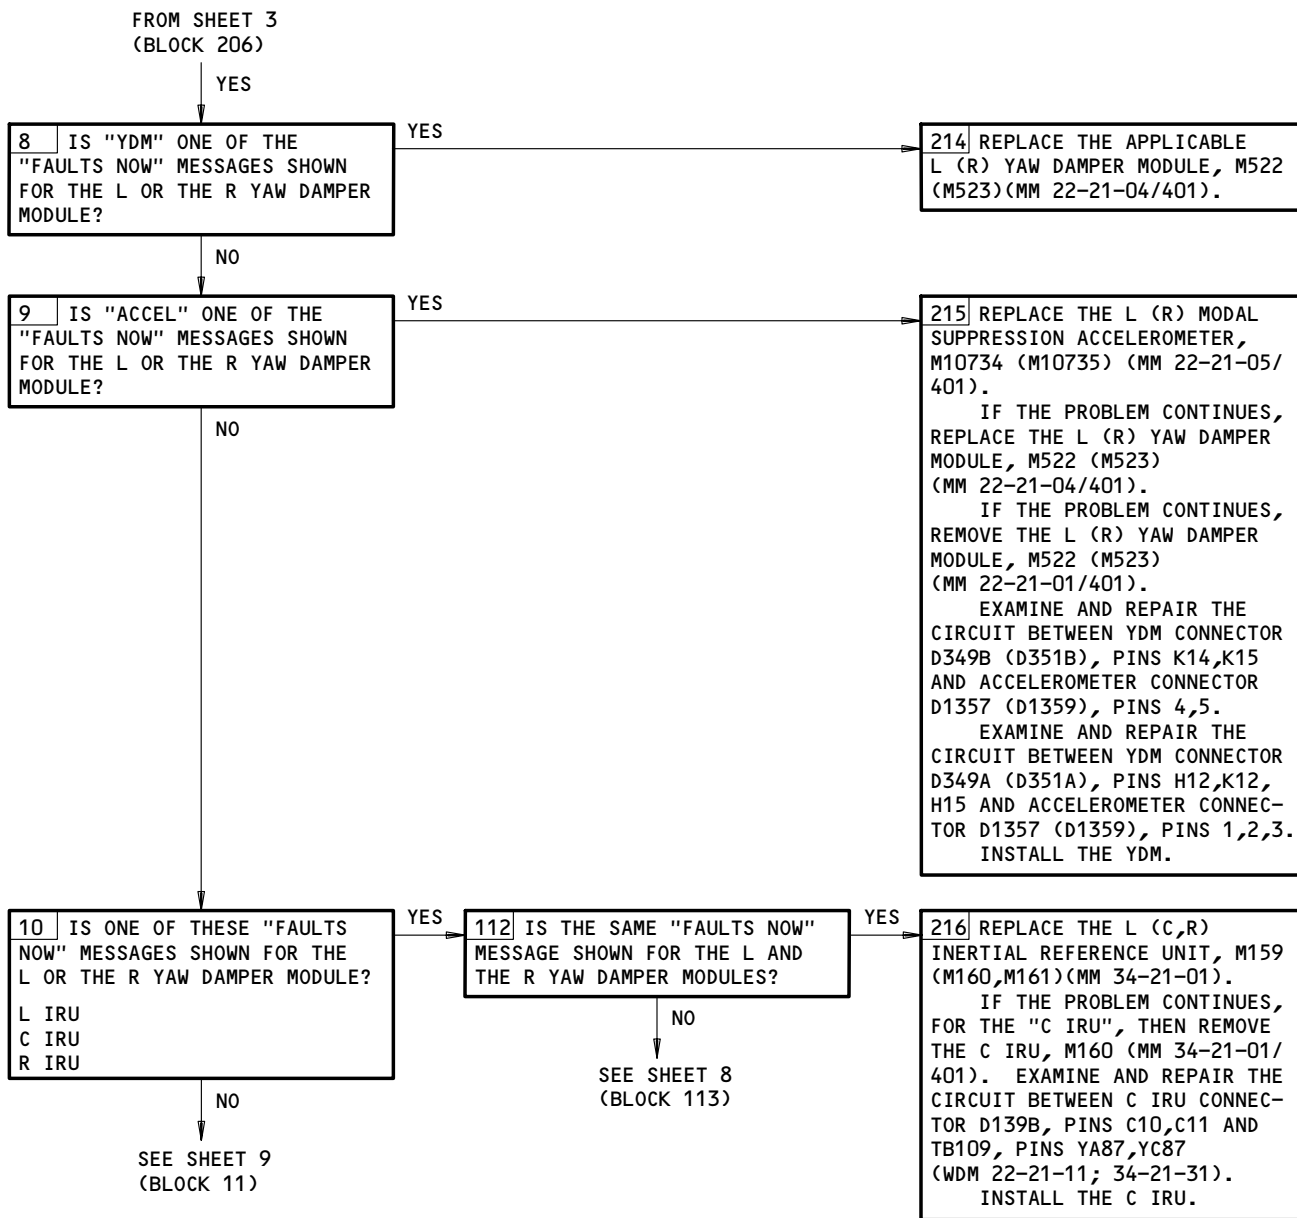 FROM SHEET 3
(BLOCK 206)
YES
8 IS "YDM" ONE OF THE
"FAULTS NOW" MESSAGES SHOWN
FOR THE L OR THE R YAW DAMPER
MODULE?
YES
214 REPLACE THE APPLICABLE
L (R) YAW DAMPER MODULE, M522
(M523)(MM 22-21-04/401).
NO
9 IS "ACCEL" ONE OF THE
"FAULTS NOW" MESSAGES SHOWN
FOR THE L OR THE R YAW DAMPER
MODULE?
YES
215 REPLACE THE L (R) MODAL
SUPPRESSION ACCELEROMETER,
M10734 (M10735) (MM 22-21-05/
401).
IF THE PROBLEM CONTINUES,
REPLACE THE L (R) YAW DAMPER
MODULE, M522 (M523)
(MM 22-21-04/401).
IF THE PROBLEM CONTINUES,
REMOVE THE L (R) YAW DAMPER
MODULE, M522 (M523)
(MM 22-21-01/401).
EXAMINE AND REPAIR THE
CIRCUIT BETWEEN YDM CONNECTOR
D349B (D351B), PINS K14,K15
AND ACCELEROMETER CONNECTOR
D1357 (D1359), PINS 4,5.
EXAMINE AND REPAIR THE
CIRCUIT BETWEEN YDM CONNECTOR
D349A (D351A), PINS H12,K12,
H15 AND ACCELEROMETER CONNEC-
TOR D1357 (D1359), PINS 1,2,3.
INSTALL THE YDM.
NO
10 IS ONE OF THESE "FAULTS
NOW" MESSAGES SHOWN FOR THE
L OR THE R YAW DAMPER MODULE?
L IRU
C IRU
R IRU
YES
112 IS THE SAME "FAULTS NOW"
MESSAGE SHOWN FOR THE L AND
THE R YAW DAMPER MODULES?
YES
216 REPLACE THE L (C,R)
INERTIAL REFERENCE UNIT, M159
(M160,M161)(MM 34-21-01).
IF THE PROBLEM CONTINUES,
FOR THE "C IRU", THEN REMOVE
THE C IRU, M160 (MM 34-21-01/
401). EXAMINE AND REPAIR THE
CIRCUIT BETWEEN C IRU CONNEC-
TOR D139B, PINS C10,C11 AND
TB109, PINS YA87,YC87
(WDM 22-21-11; 34-21-31).
INSTALL THE C IRU.
NO
SEE SHEET 8
(BLOCK 113)
NO
SEE SHEET 9
(BLOCK 11)